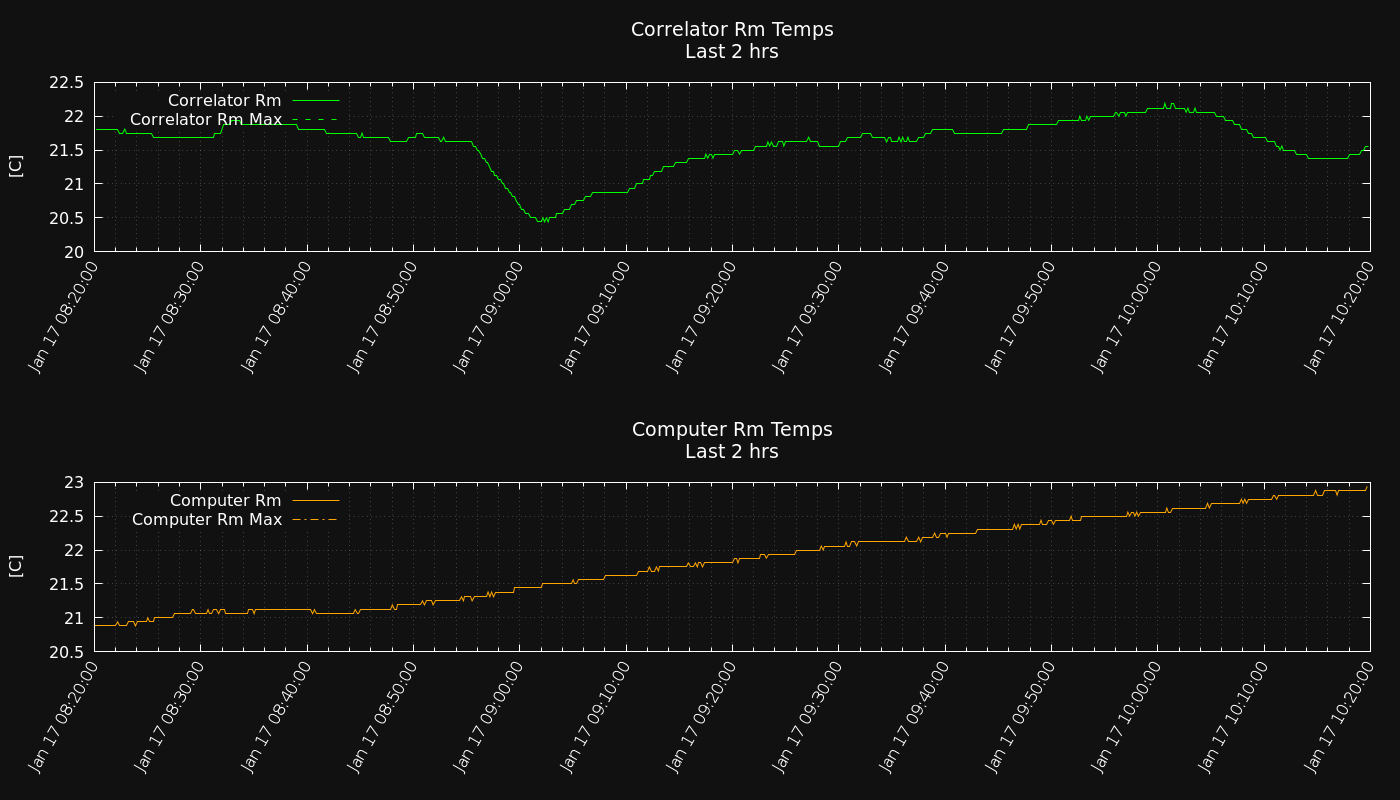 Correlator Rm Temps
Last 2 hrs
22.5
22
21.5
21
20.5
20
[C]
Correlator Rm
Correlator Rm Max
Jan 17 08:20:00
Jan 17 08:30:00
Jan 17 08:40:00
Jan 17 08:50:00
Jan 17 09:00:00
Jan 17 09:10:00
Jan 17 09:20:00
Jan 17 09:30:00
Jan 17 09:40:00
Jan 17 09:50:00
Jan 17 10:00:00
Jan 17 10:10:00
Jan 17 10:20:00
Computer Rm Temps
Last 2 hrs
23
22.5
22
21.5
21
20.5
[C]
Computer Rm
Computer Rm Max
Jan 17 08:20:00
Jan 17 08:30:00
Jan 17 08:40:00
Jan 17 08:50:00
Jan 17 09:00:00
Jan 17 09:10:00
Jan 17 09:20:00
Jan 17 09:30:00
Jan 17 09:40:00
Jan 17 09:50:00
Jan 17 10:00:00
Jan 17 10:10:00
Jan 17 10:20:00